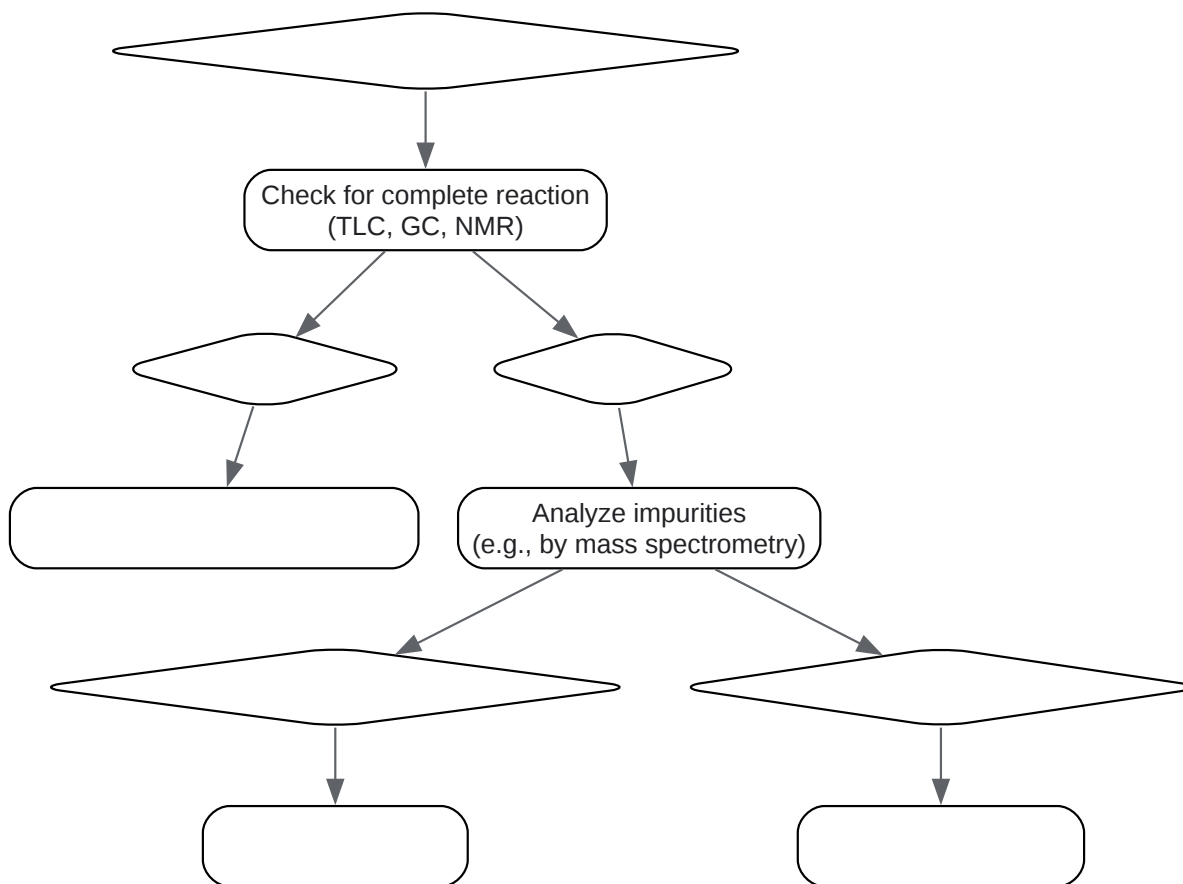 Check for complete reaction
(TLC, GC, NMR)
Analyze impurities
(e.g., by mass spectrometry)